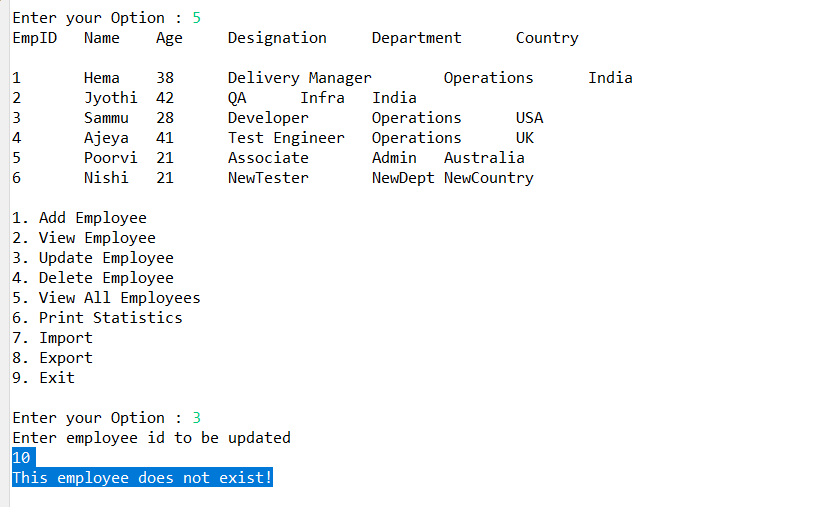 Enter your Option : 5
EmpID   Name    Age     Designation     Department      Country
1       Hema    38      Delivery Manager        Operations      India
2       Jyothi  42      QA      Infra   India
3       Sammu   28      Developer       Operations      USA
4       Ajeya   41      Test Engineer   Operations      UK
5       Poorvi  21      Associate       Admin   Australia
6       Nishi   21      NewTester       NewDept NewCountry
1. Add Employee
2. View Employee
3. Update Employee
4. Delete Employee
5. View All Employees
6. Print Statistics
7. Import
8. Export
9. Exit
Enter your Option : 3
Enter employee id to be updated
10
This employee does not exist!